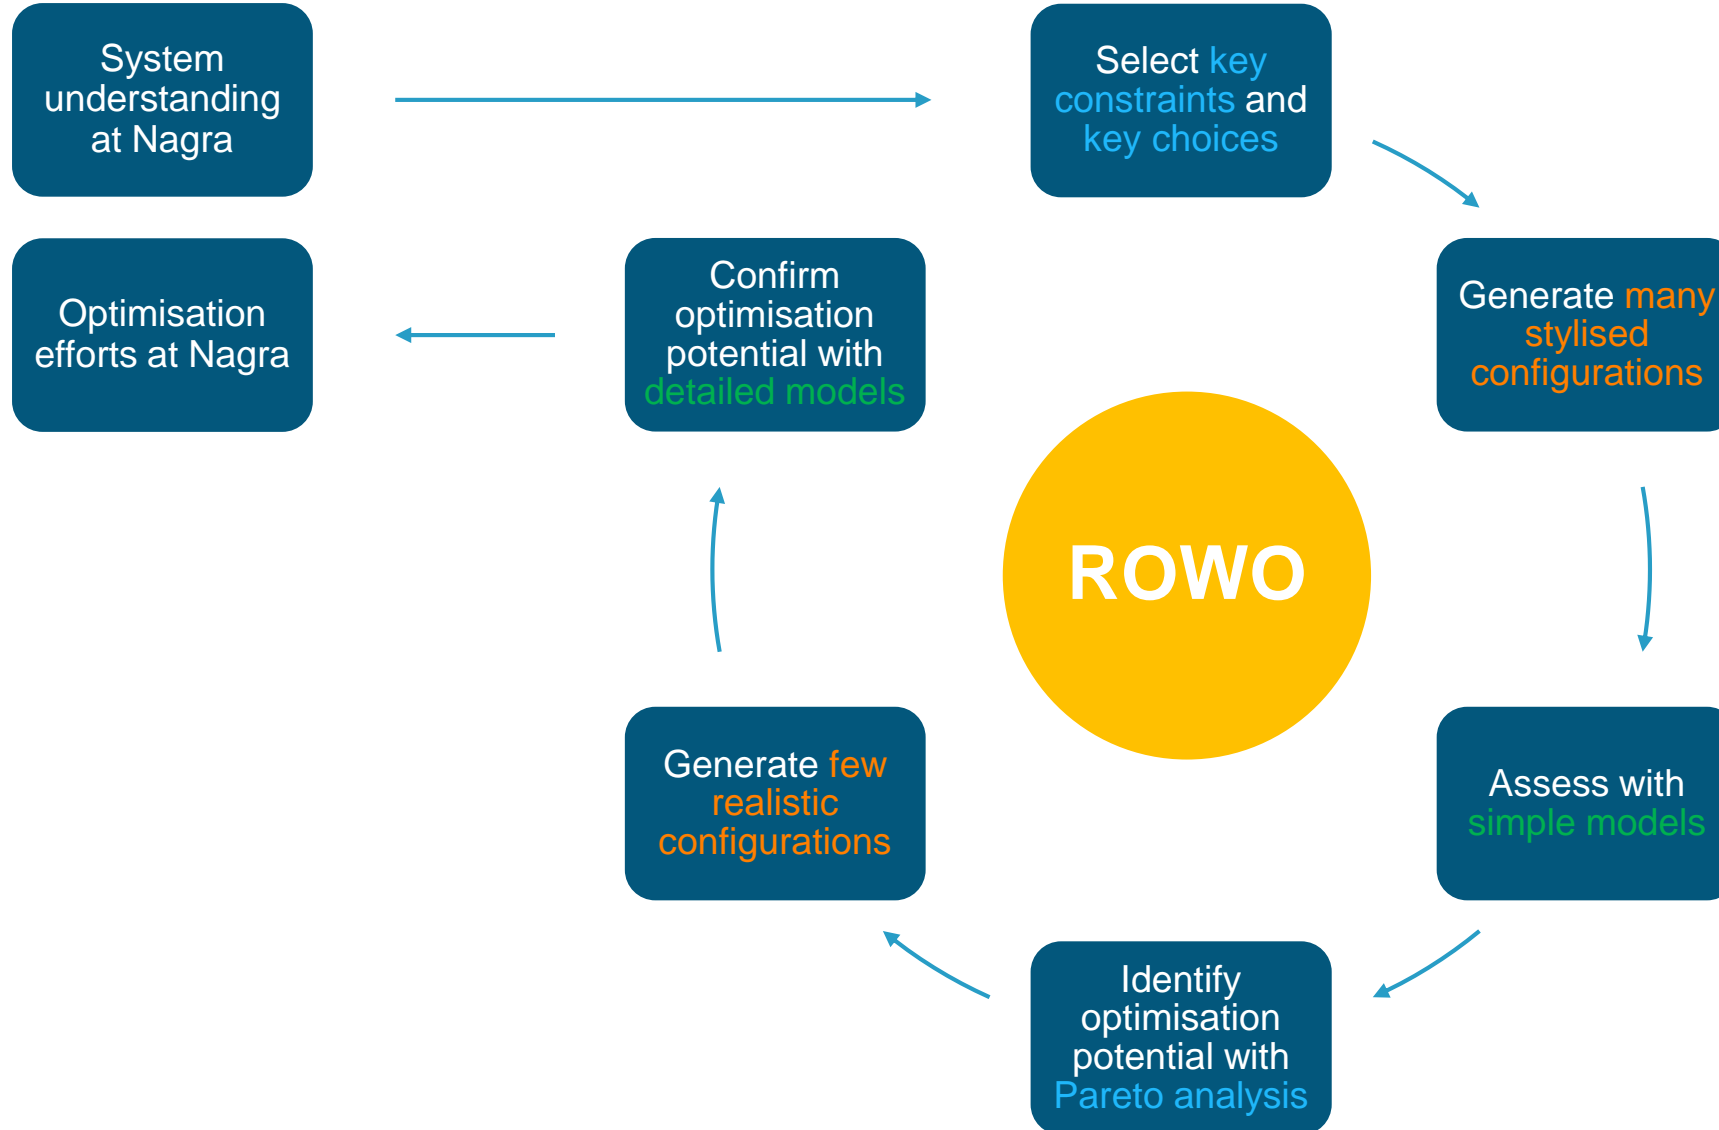 System
understanding
at Nagra
Select key
constraints and
key choices
Generate many
stylised
configurations
Assess with
simple models
Identify
optimisation
potential with
Pareto analysis
Generate few
realistic
configurations
Confirm
optimisation
potential with
detailed models
Optimisation
efforts at Nagra
ROWO